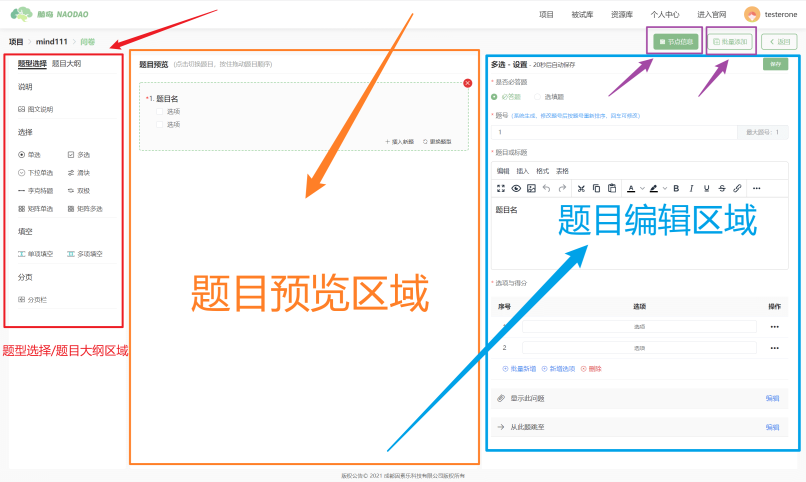 脑岛 NAODAO
项目 被试库 资源库 个人中心 进入官网 testerone
项目 mind111 问卷
节点信息 批量添加 返回
题型选择 题目大纲
说明
图文说明
选择
单选 多选
下拉单选 滑块
李克特题 双极
矩阵单选 矩阵多选
填空
单项填空 多项填空
分页
分页栏
题型选择/题目大纲区域
题目预览 (点击切换题目，按住拖动题目顺序)
*1. 题目名
选项
选项
+ 插入新题 更换题型
题目预览区域
多选 - 设置 - 20秒后自动保存 保存
* 是否必答题
必答题 选填题
* 题号 (系统生成，修改题号后按题号重新排序，回车可修改)
1 最大题号：1
* 题目或标题
编辑 插入 格式 表格
A B I U S
题目名
题目编辑区域
* 选项与得分
序号 选项 操作
1 选项
2 选项
批量新增 新增选项 删除
显示此问题 编辑
从此题跳至 编辑
版权公告© 2021 成都因景乐科技有限公司版权所有